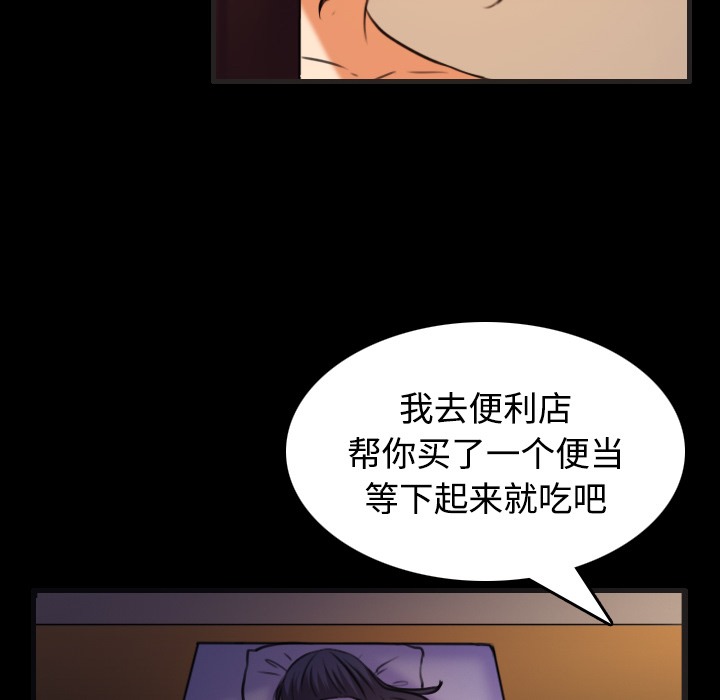 我去便利店
帮你买了一个便当
等下起来就吃吧